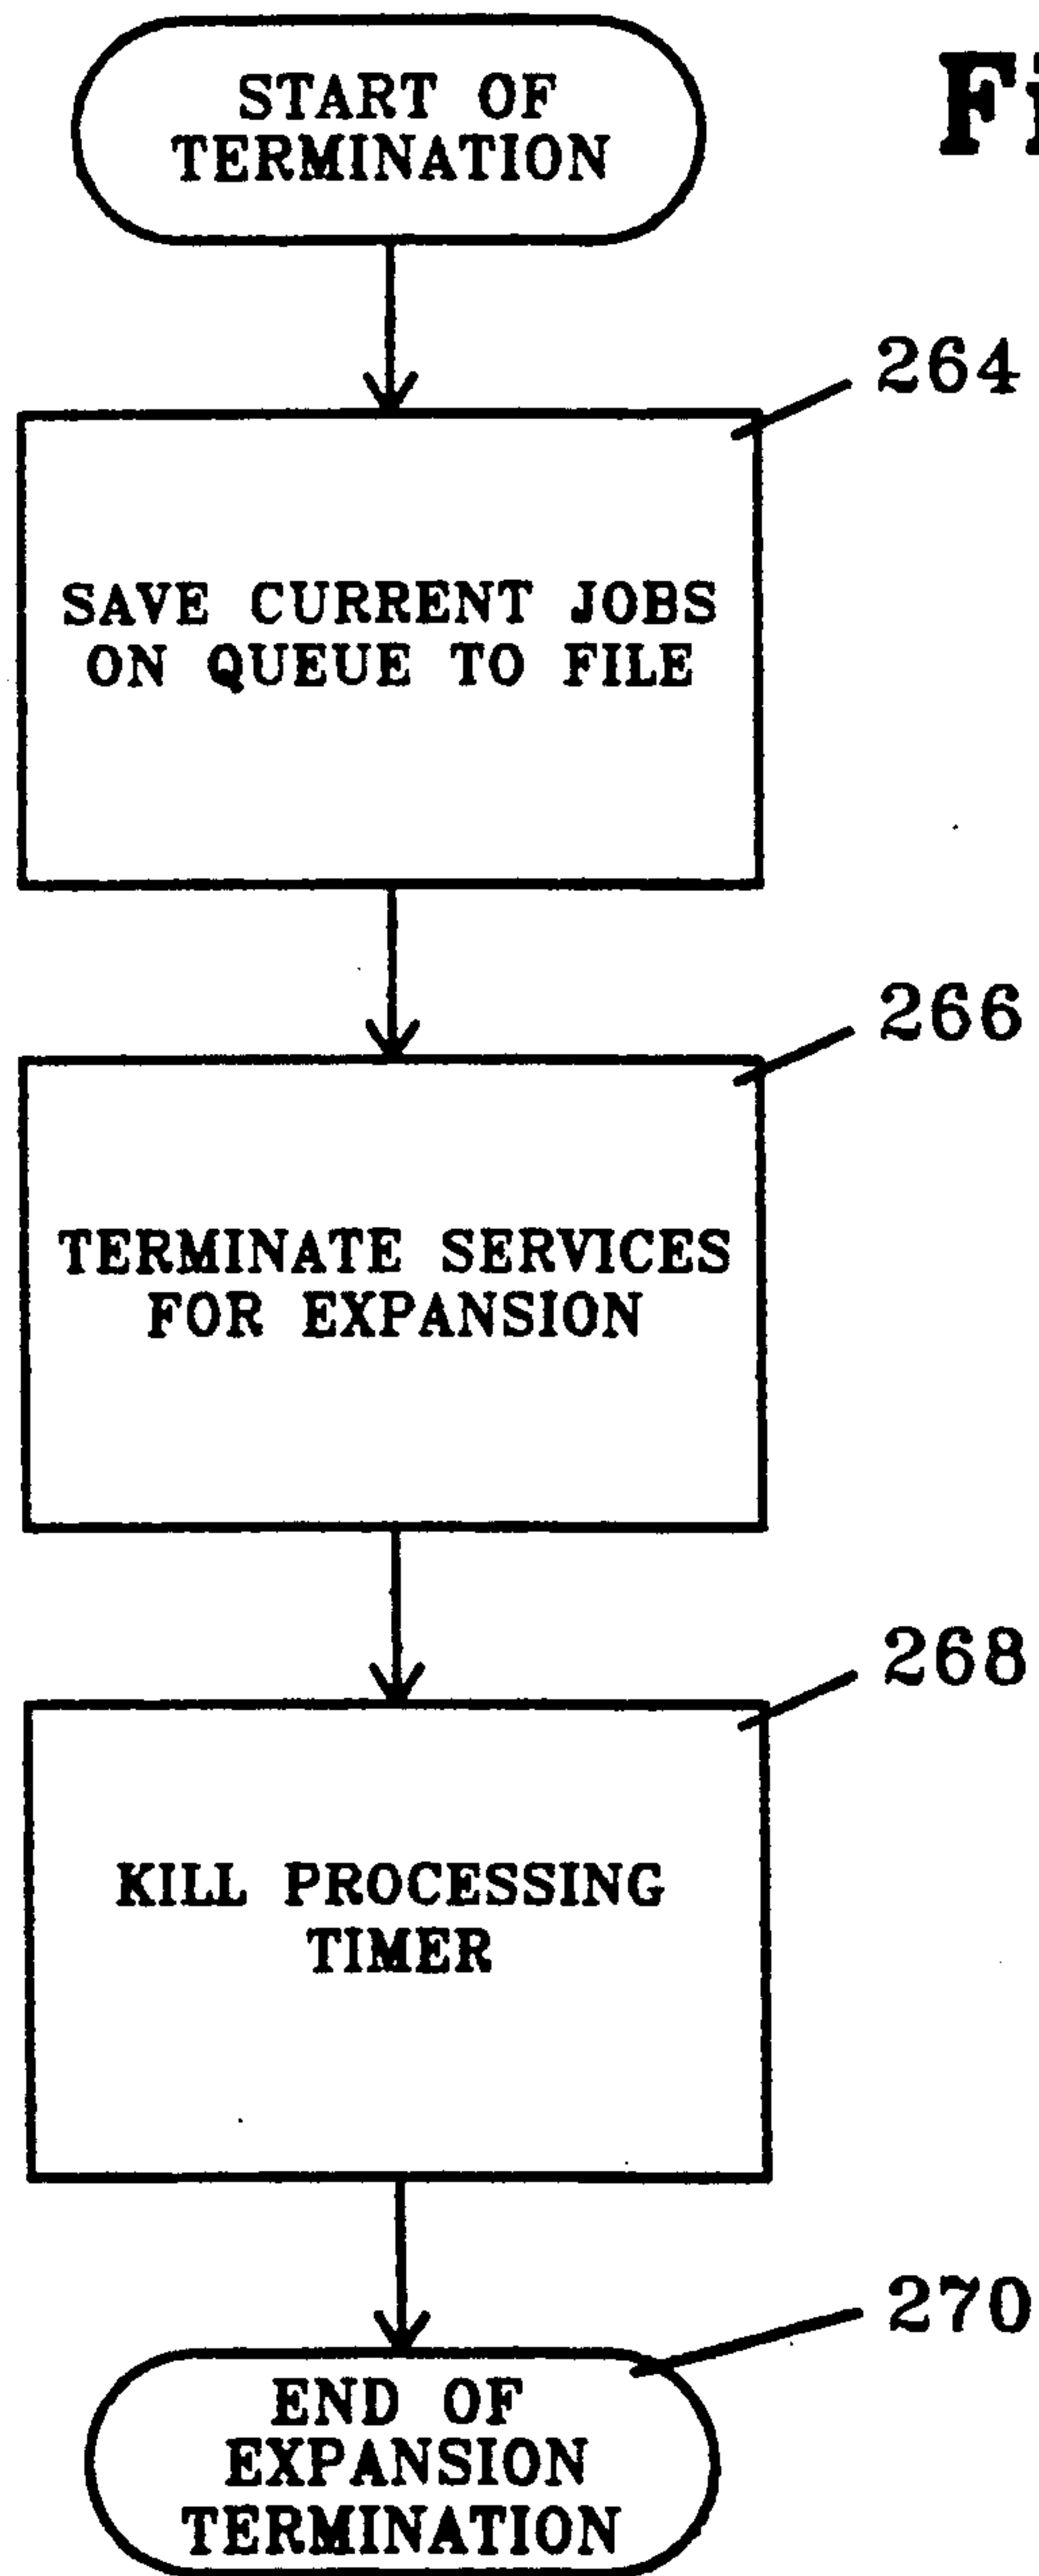 START OF
TERMINATION
264
SAVE CURRENT JOBS
ON QUEUE TO FILE
266
TERMINATE SERVICES
FOR EXPANSION
268
KILL PROCESSING
TIMER
270
END OF
EXPANSION
TERMINATION